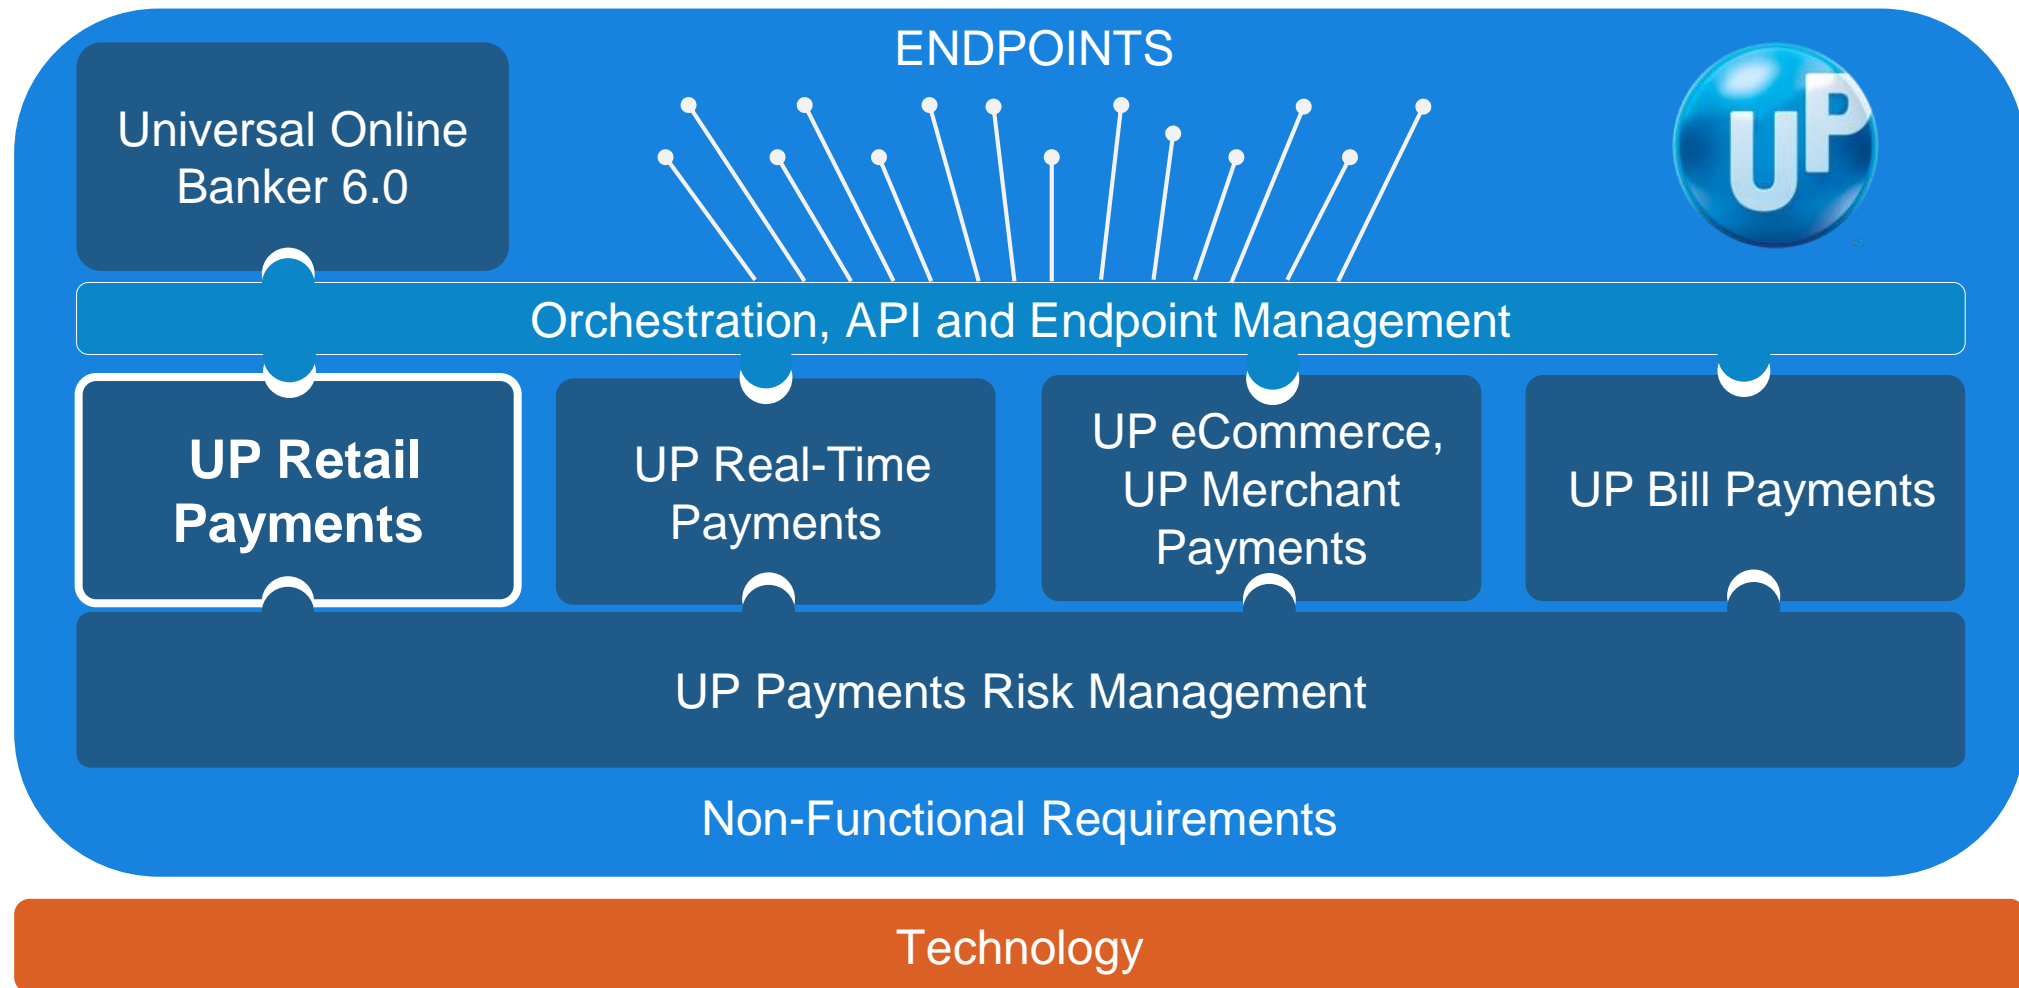 ENDPOINTS
Universal Online
Banker 6.0
UP
Orchestration, API and Endpoint Management
UP Retail
Payments
UP Real-Time
Payments
UP eCommerce,
UP Merchant
Payments
UP Bill Payments
UP Payments Risk Management
Non-Functional Requirements
Technology